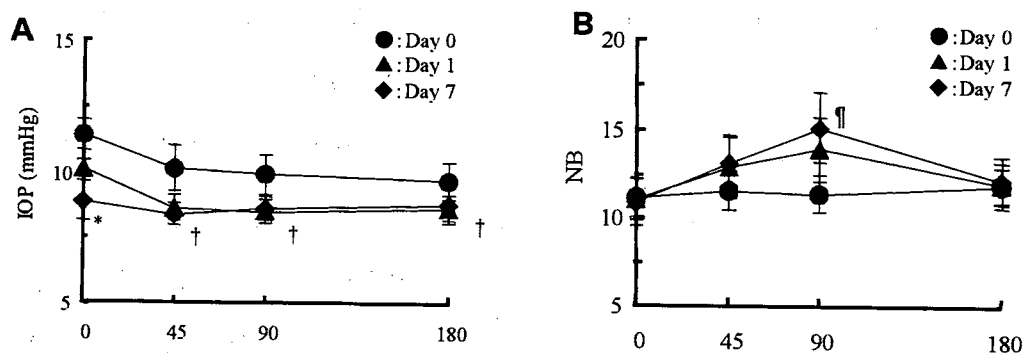 A
15
● : Day 0
▲ : Day 1
◆ : Day 7
IOP (mmHg)
10
*
†
†
†
5
0 45 90 180
B
20
● : Day 0
▲ : Day 1
◆ : Day 7
¶
15
NB
10
5
0 45 90 180